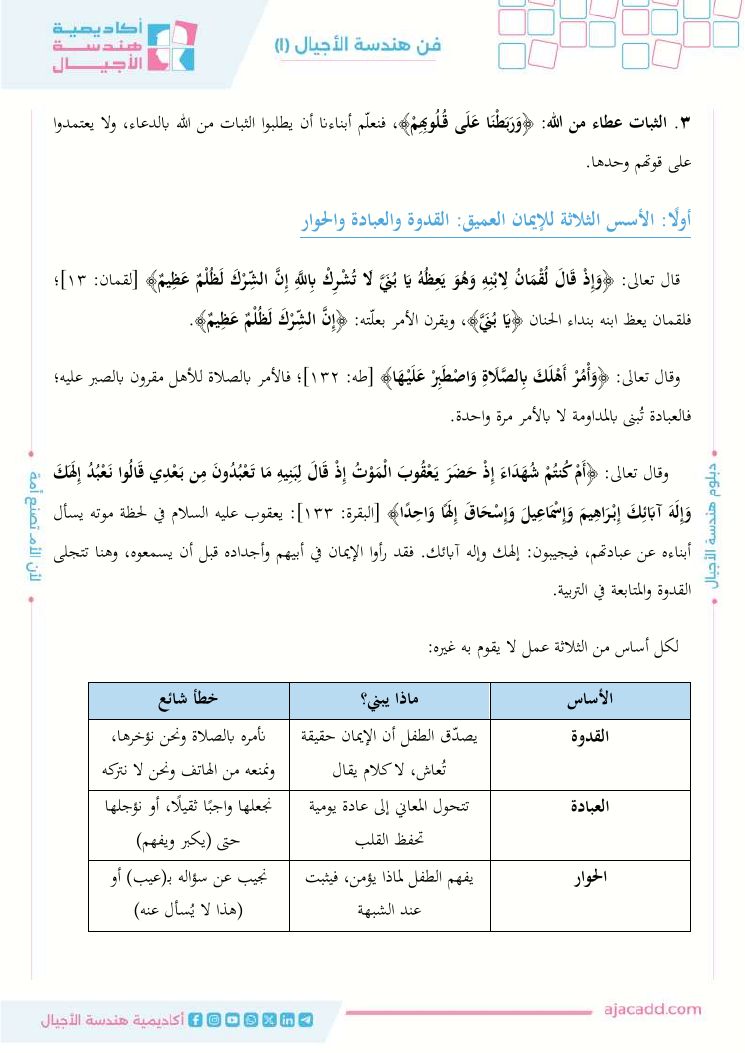 أكاديمية
هندسة
الأجيال
فن هندسة الأجيال (١)
٣. الثبات عطاء من الله: ﴿وَرَبَطْنَا عَلَى قُلُوبِهِمْ﴾، فنعلّم أبناءنا أن يطلبوا الثبات من الله بالدعاء، ولا يعتمدوا
على قوتهم وحدها.
أولًا: الأسس الثلاثة للإيمان العميق: القدوة والعبادة والحوار
قال تعالى: ﴿وَإِذْ قَالَ لُقْمَانُ لِابْنِهِ وَهُوَ يَعِظُهُ يَا بُنَيَّ لَا تُشْرِكْ بِاللَّهِ إِنَّ الشِّرْكَ لَظُلْمٌ عَظِيمٌ﴾ [لقمان: ١٣]؛
فلقمان يعظ ابنه بنداء الحنان ﴿يَا بُنَيَّ﴾، ويقرن الأمر بعلّته: ﴿إِنَّ الشِّرْكَ لَظُلْمٌ عَظِيمٌ﴾.
وقال تعالى: ﴿وَأْمُرْ أَهْلَكَ بِالصَّلَاةِ وَاصْطَبِرْ عَلَيْهَا﴾ [طه: ١٣٢]؛ فالأمر بالصلاة للأهل مقرون بالصبر عليه؛
فالعبادة تُبنى بالمداومة لا بالأمر مرة واحدة.
وقال تعالى: ﴿أَمْ كُنتُمْ شُهَدَاءَ إِذْ حَضَرَ يَعْقُوبَ الْمَوْتُ إِذْ قَالَ لِبَنِيهِ مَا تَعْبُدُونَ مِن بَعْدِي قَالُوا نَعْبُدُ إِلَهَكَ
وَإِلَهَ آبَائِكَ إِبْرَاهِيمَ وَإِسْمَاعِيلَ وَإِسْحَاقَ إِلَهًا وَاحِدًا﴾ [البقرة: ١٣٣]: يعقوب عليه السلام في لحظة موته يسأل
أبناءه عن عبادتهم، فيجيبون: إلهك وإله آبائك. فقد رأوا الإيمان في أبيهم وأجداده قبل أن يسمعوه، وهنا تتجلى
القدوة والمتابعة في التربية.
لكل أساس من الثلاثة عمل لا يقوم به غيره:
الأساس ماذا يبني؟ خطأ شائع
القدوة يصدّق الطفل أن الإيمان حقيقة تُعاش، لا كلام يقال نأمره بالصلاة ونحن نؤخرها، ونمنعه من الهاتف ونحن لا نتركه
العبادة تتحول المعاني إلى عادة يومية تحفظ القلب نجعلها واجبًا ثقيلًا، أو نؤجلها حتى (يكبر ويفهم)
الحوار يفهم الطفل لماذا يؤمن، فيثبت عند الشبهة نجيب عن سؤاله بـ(عيب) أو (هذا لا يُسأل عنه)
دبلوم هندسة الأجيال
لأن الأم تصنع أمة
أكاديمية هندسة الأجيال
ajacadd.com